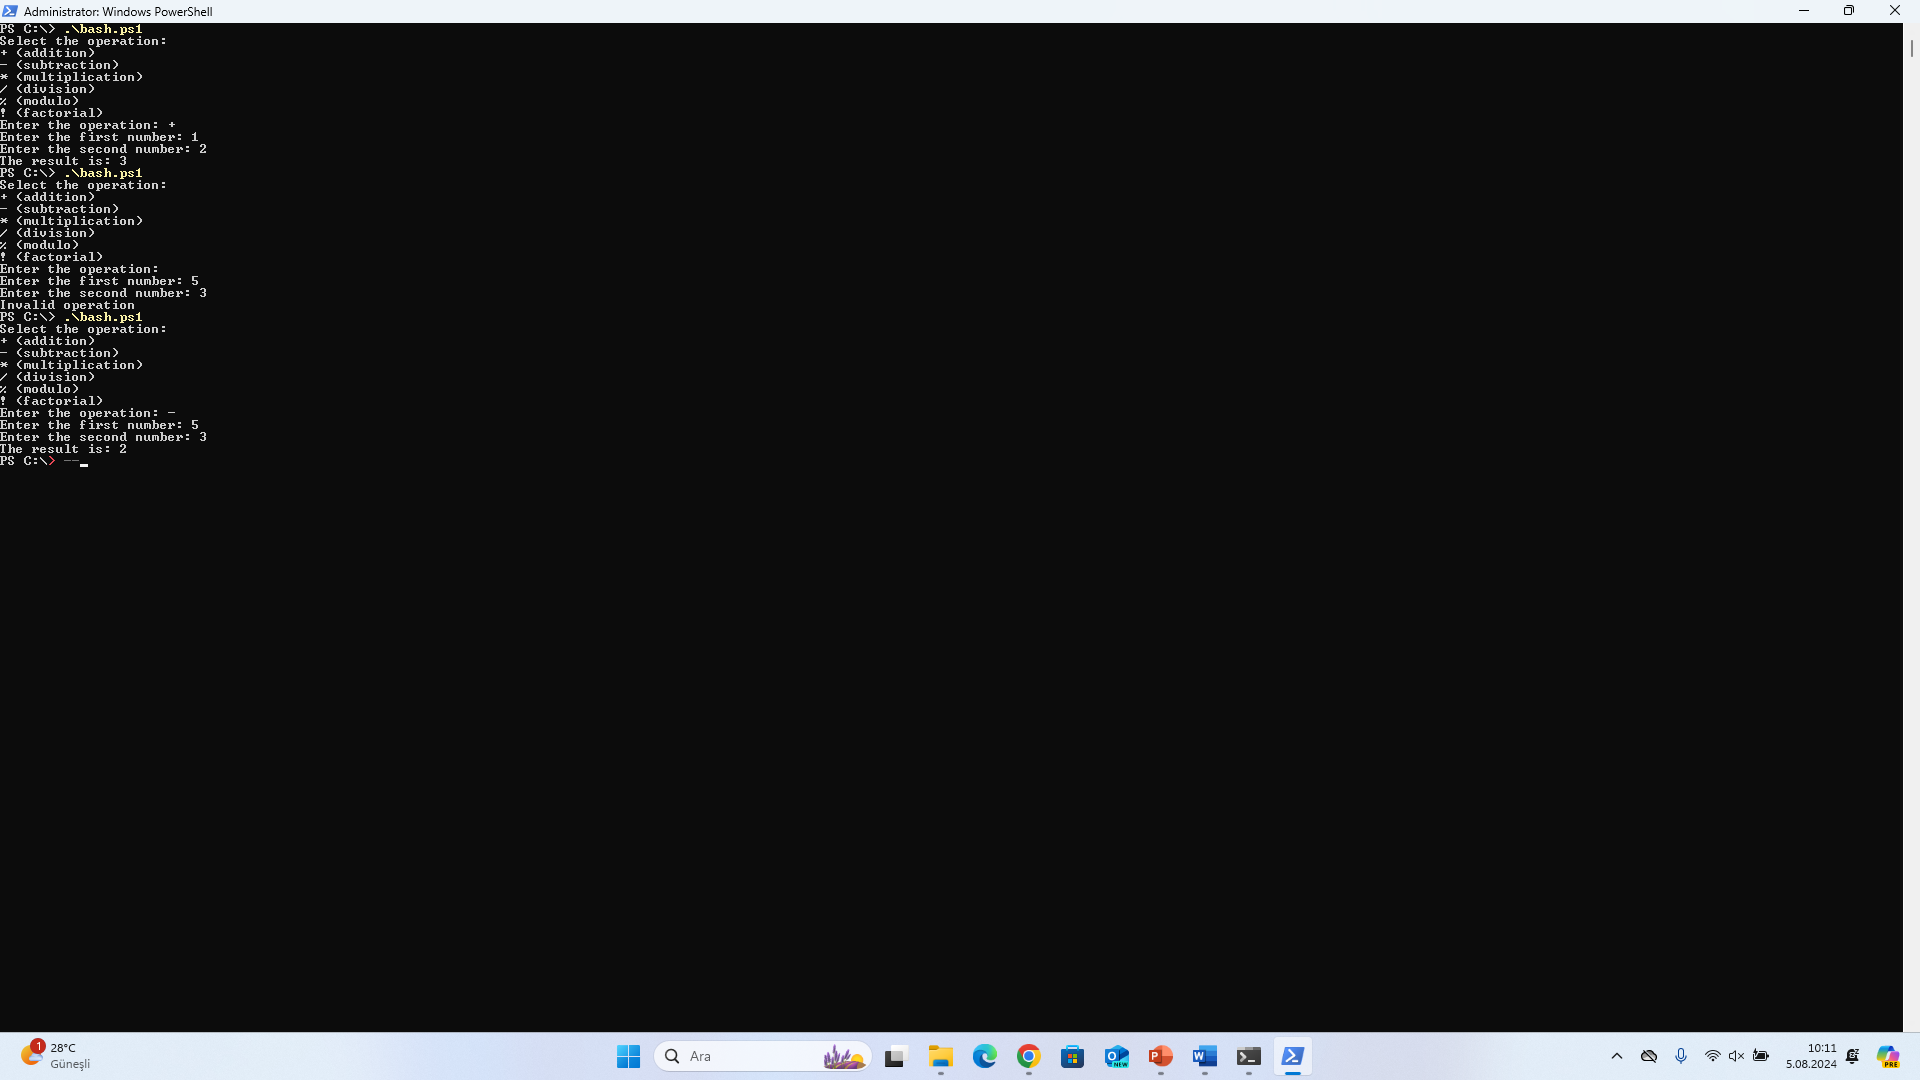 Administrator: Windows PowerShell
PS C:\> .\bash.ps1
Select the operation:
+ (addition)
- (subtraction)
* (multiplication)
/ (division)
% (modulo)
! (factorial)
Enter the operation: +
Enter the first number: 1
Enter the second number: 2
The result is: 3
PS C:\> .\bash.ps1
Select the operation:
+ (addition)
- (subtraction)
* (multiplication)
/ (division)
% (modulo)
! (factorial)
Enter the operation:
Enter the first number: 5
Enter the second number: 3
Invalid operation
PS C:\> .\bash.ps1
Select the operation:
+ (addition)
- (subtraction)
* (multiplication)
/ (division)
% (modulo)
! (factorial)
Enter the operation: -
Enter the first number: 5
Enter the second number: 3
The result is: 2
PS C:\> --
1
28°C
Güneşli
Ara
NEW
10:11
5.08.2024
PRE